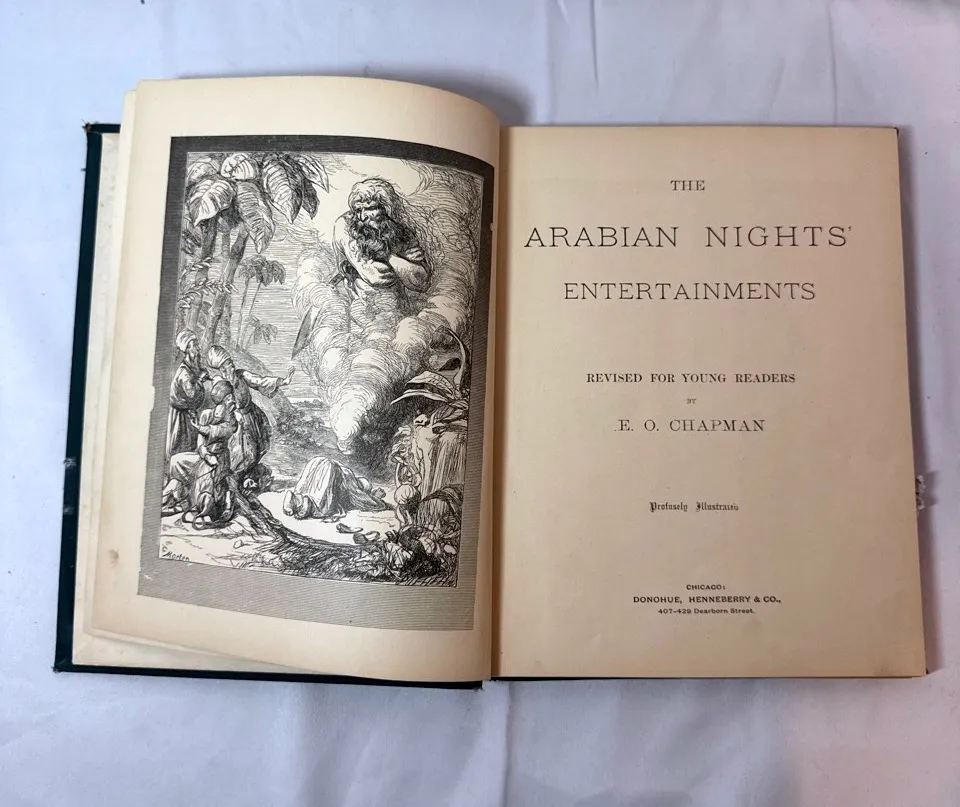 Morten
THE
ARABIAN NIGHTS'
ENTERTAINMENTS
REVISED FOR YOUNG READERS
BY
E. O. CHAPMAN
Profusely Illustrated
CHICAGO:
DONOHUE, HENNEBERRY & CO.,
407-429 Dearborn Street.